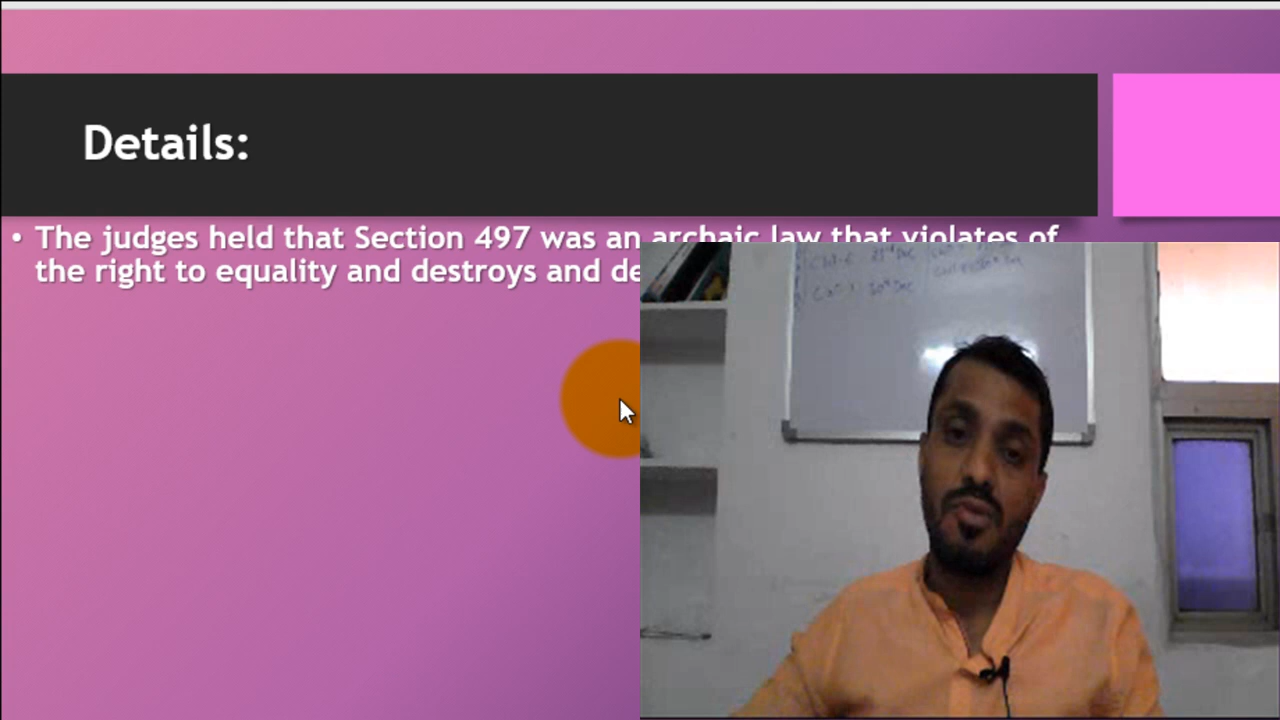 Details:
• The judges held that Section 497 was an archaic law that violates of
the right to equality and destroys and